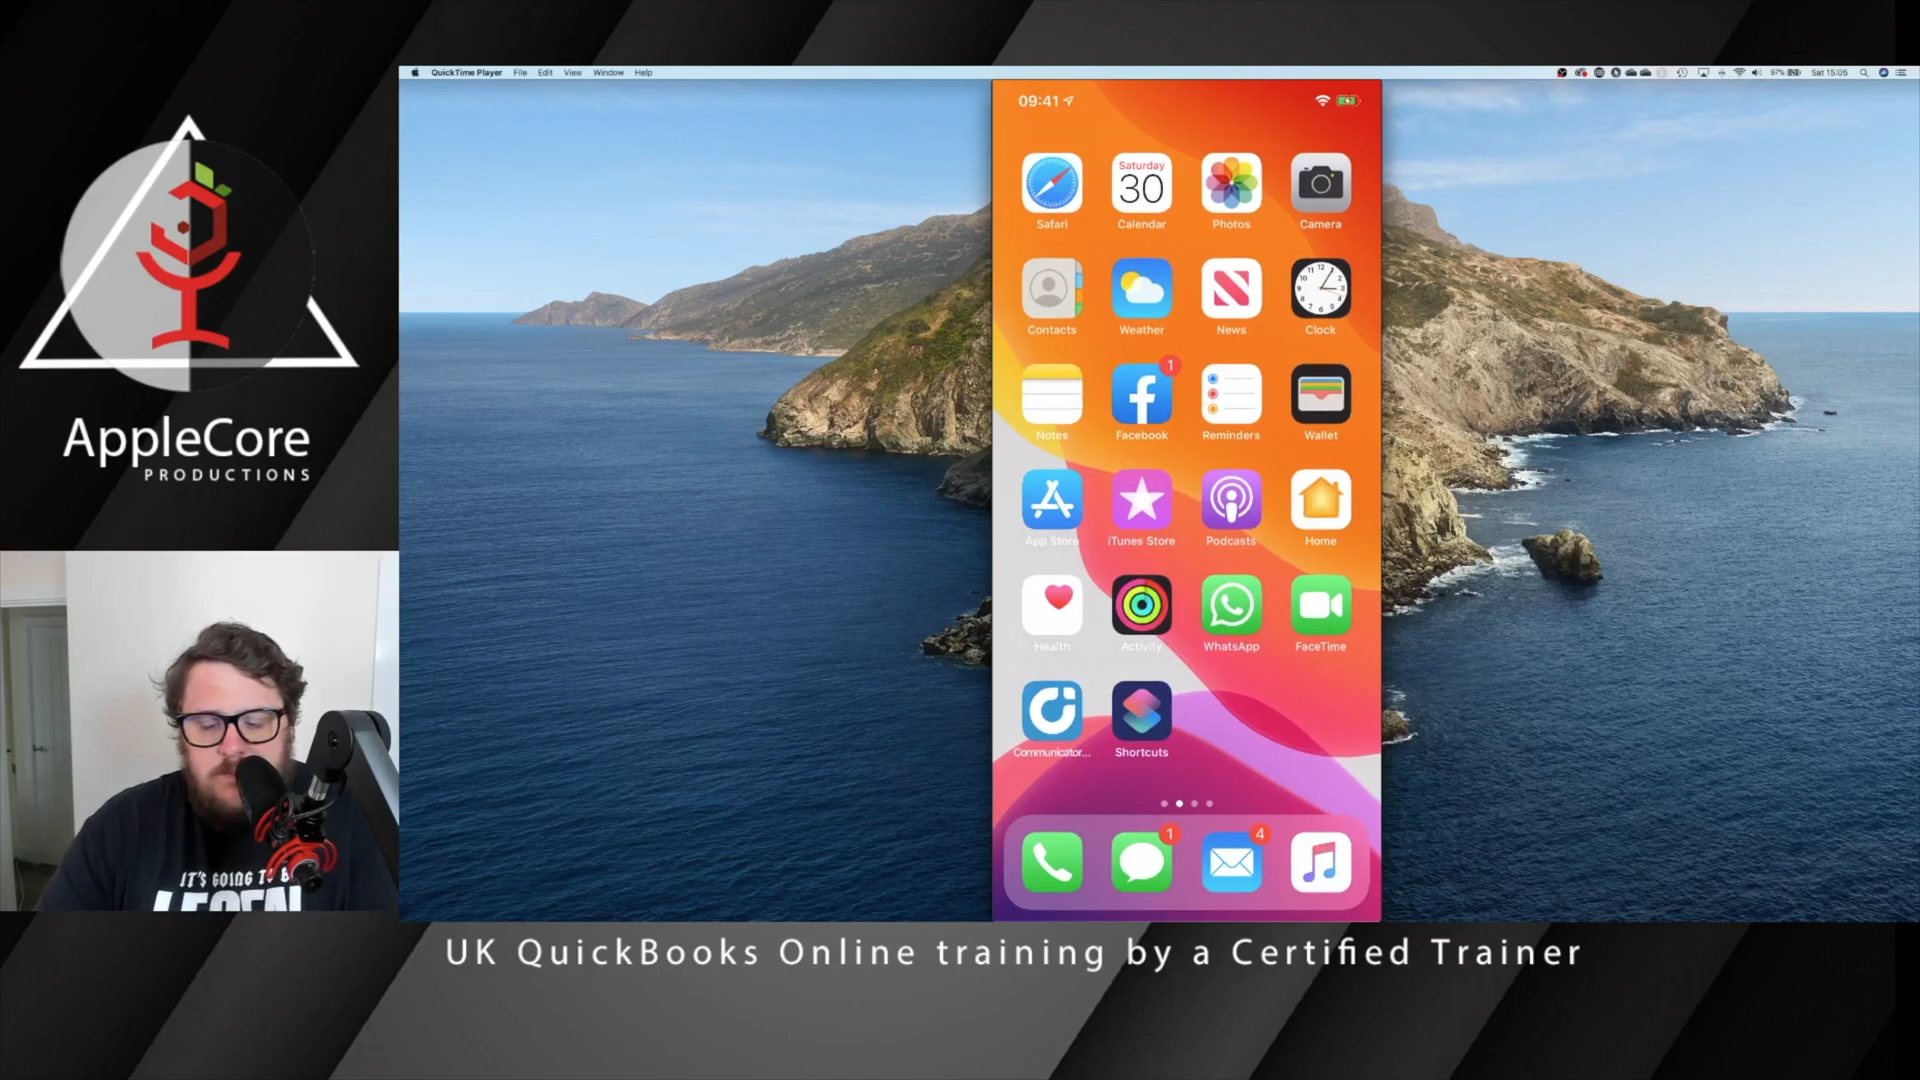 QuickTime Player File Edit View Window Help
97% Sat 15:05
09:41
Saturday
30
Safari Calendar Photos Camera
Contacts Weather News Clock
1
Notes Facebook Reminders Wallet
App Store iTunes Store Podcasts Home
Health Activity WhatsApp FaceTime
Communicator... Shortcuts
1 4
AppleCore
PRODUCTIONS
IT'S GOING TO B
UK QuickBooks Online training by a Certified Trainer